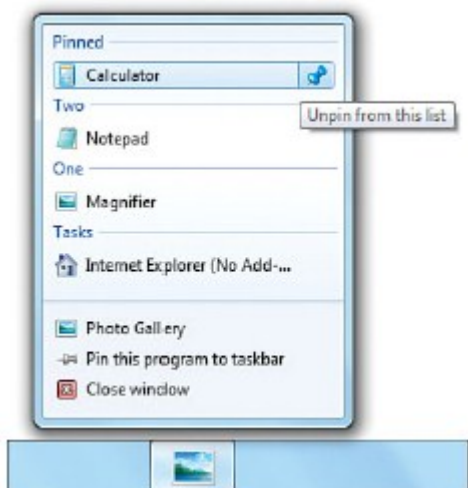 Pinned
Calculator
Unpin from this list
Two
Notepad
One
Magnifier
Tasks
Internet Explorer (No Add-...
Photo Gallery
Pin this program to taskbar
Close window